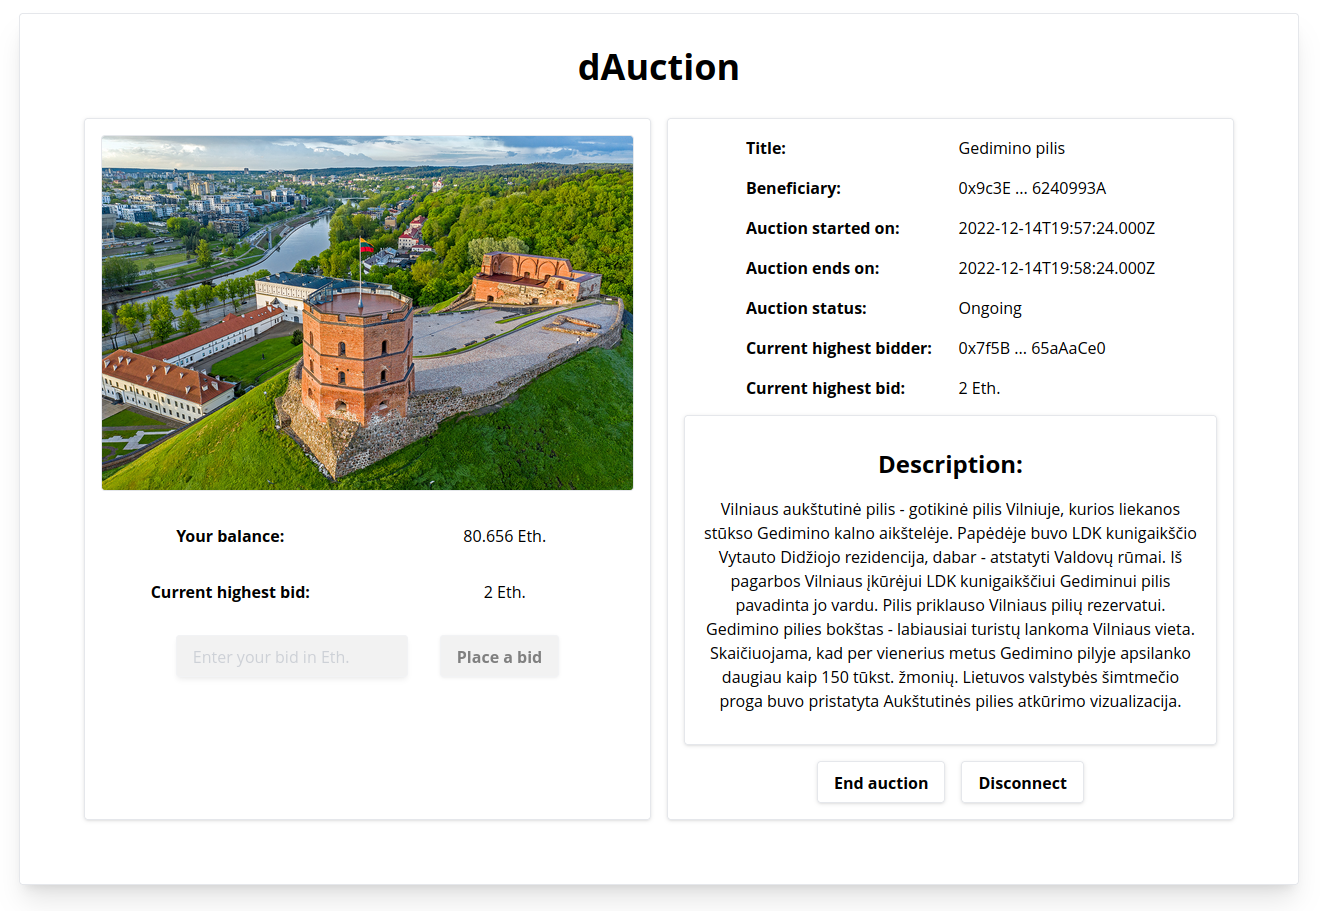 dAuction
Your balance: 80.656 Eth.
Current highest bid: 2 Eth.
Enter your bid in Eth. Place a bid
Title: Gedimino pilis
Beneficiary: 0x9c3E ... 6240993A
Auction started on: 2022-12-14T19:57:24.000Z
Auction ends on: 2022-12-14T19:58:24.000Z
Auction status: Ongoing
Current highest bidder: 0x7f5B ... 65aAaCe0
Current highest bid: 2 Eth.
Description:
Vilniaus aukštutinė pilis - gotikinė pilis Vilniuje, kurios liekanos
stūkso Gedimino kalno aikštelėje. Papėdėje buvo LDK kunigaikščio
Vytauto Didžiojo rezidencija, dabar - atstatyti Valdovų rūmai. Iš
pagarbos Vilniaus įkūrėjui LDK kunigaikščiui Gediminui pilis
pavadinta jo vardu. Pilis priklauso Vilniaus pilių rezervatui.
Gedimino pilies bokštas - labiausiai turistų lankoma Vilniaus vieta.
Skaičiuojama, kad per vienerius metus Gedimino pilyje apsilanko
daugiau kaip 150 tūkst. žmonių. Lietuvos valstybės šimtmečio
proga buvo pristatyta Aukštutinės pilies atkūrimo vizualizacija.
End auction Disconnect